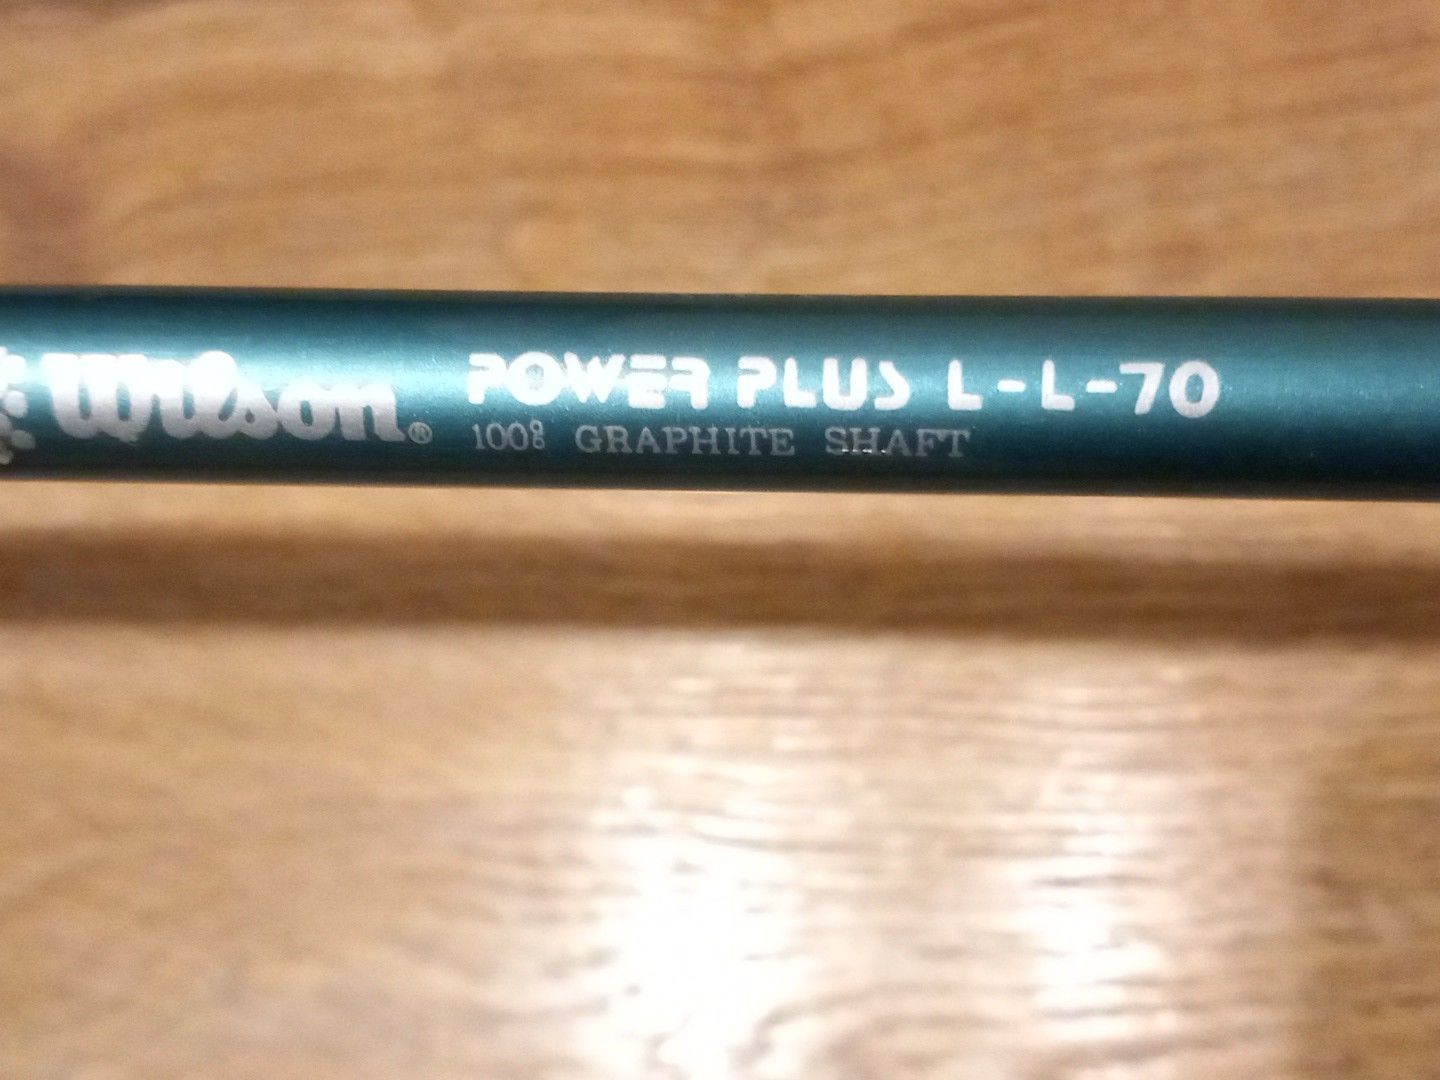 Wilson® POWER PLUS L-L-70
100% GRAPHITE SHAFT